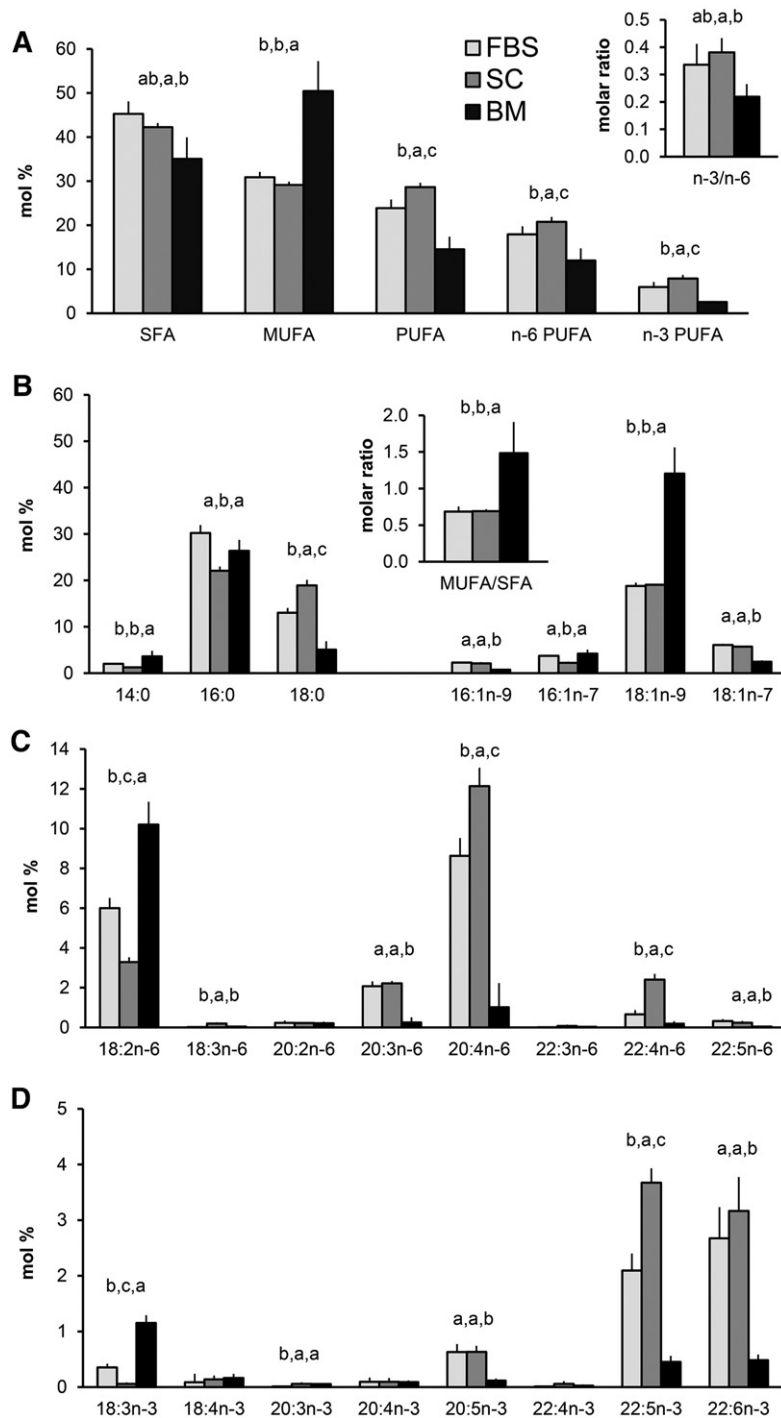 A
60
50
40
30
20
10
0
mol %
ab,a,b
b,b,a
b,a,c
b,a,c
b,a,c
SFA
MUFA
PUFA
n-6 PUFA
n-3 PUFA
FBS
SC
BM
ab,a,b
0.5
0.4
0.3
0.2
0.1
0.0
molar ratio
n-3/n-6
B
60
50
40
30
20
10
0
mol %
b,b,a
a,b,a
b,a,c
a,a,b
a,b,a
b,b,a
a,a,b
14:0
16:0
18:0
16:1n-9
16:1n-7
18:1n-9
18:1n-7
b,b,a
2.0
1.5
1.0
0.5
0.0
molar ratio
MUFA/SFA
C
14
12
10
8
6
4
2
0
mol %
b,c,a
b,a,b
a,a,b
b,a,c
b,a,c
a,a,b
18:2n-6
18:3n-6
20:2n-6
20:3n-6
20:4n-6
22:3n-6
22:4n-6
22:5n-6
D
5
4
3
2
1
0
mol %
b,c,a
b,a,a
a,a,b
b,a,c
a,a,b
18:3n-3
18:4n-3
20:3n-3
20:4n-3
20:5n-3
22:4n-3
22:5n-3
22:6n-3